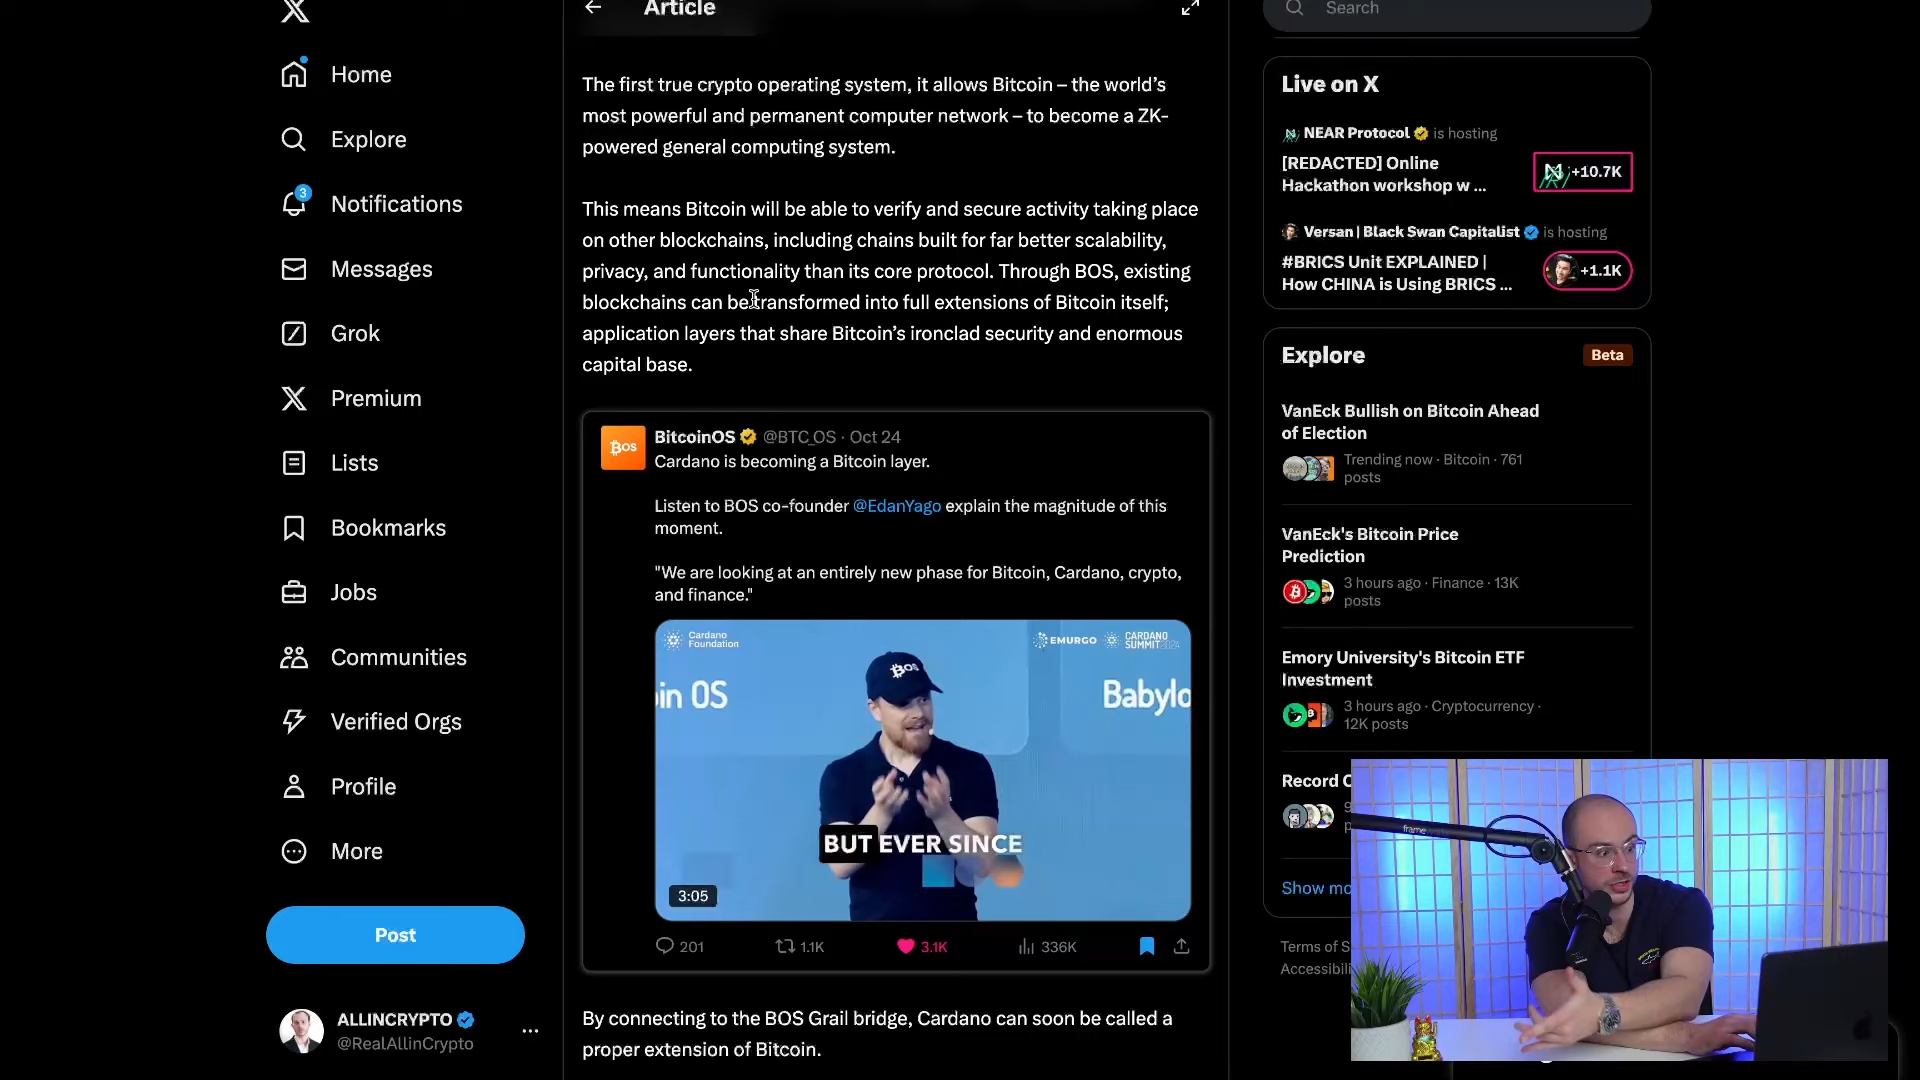 Home
Explore
3
Notifications
Messages
Grok
Premium
Lists
Bookmarks
Jobs
Communities
Verified Orgs
Profile
More
Post
ALLINCRYPTO
@RealAllinCrypto
Article
The first true crypto operating system, it allows Bitcoin – the world’s
most powerful and permanent computer network – to become a ZK-
powered general computing system.
This means Bitcoin will be able to verify and secure activity taking place
on other blockchains, including chains built for far better scalability,
privacy, and functionality than its core protocol. Through BOS, existing
blockchains can be transformed into full extensions of Bitcoin itself;
application layers that share Bitcoin’s ironclad security and enormous
capital base.
BOS
BitcoinOS @BTC_OS · Oct 24
Cardano is becoming a Bitcoin layer.
Listen to BOS co-founder @EdanYago explain the magnitude of this
moment.
"We are looking at an entirely new phase for Bitcoin, Cardano, crypto,
and finance."
Cardano
Foundation
EMURGO
CARDANO
SUMMIT2024
BOS
in OS
Babylo
BUT EVER SINCE
3:05
201
1.1K
3.1K
336K
By connecting to the BOS Grail bridge, Cardano can soon be called a
proper extension of Bitcoin.
Search
Live on X
NEAR Protocol is hosting
[REDACTED] Online
Hackathon workshop w ...
+10.7K
Versan | Black Swan Capitalist is hosting
#BRICS Unit EXPLAINED |
How CHINA is Using BRICS ...
+1.1K
Explore
Beta
VanEck Bullish on Bitcoin Ahead
of Election
Trending now · Bitcoin · 761
posts
VanEck's Bitcoin Price
Prediction
3 hours ago · Finance · 13K
posts
Emory University's Bitcoin ETF
Investment
3 hours ago · Cryptocurrency ·
12K posts
Record
Show mo
Terms of S
Accessibili
frame